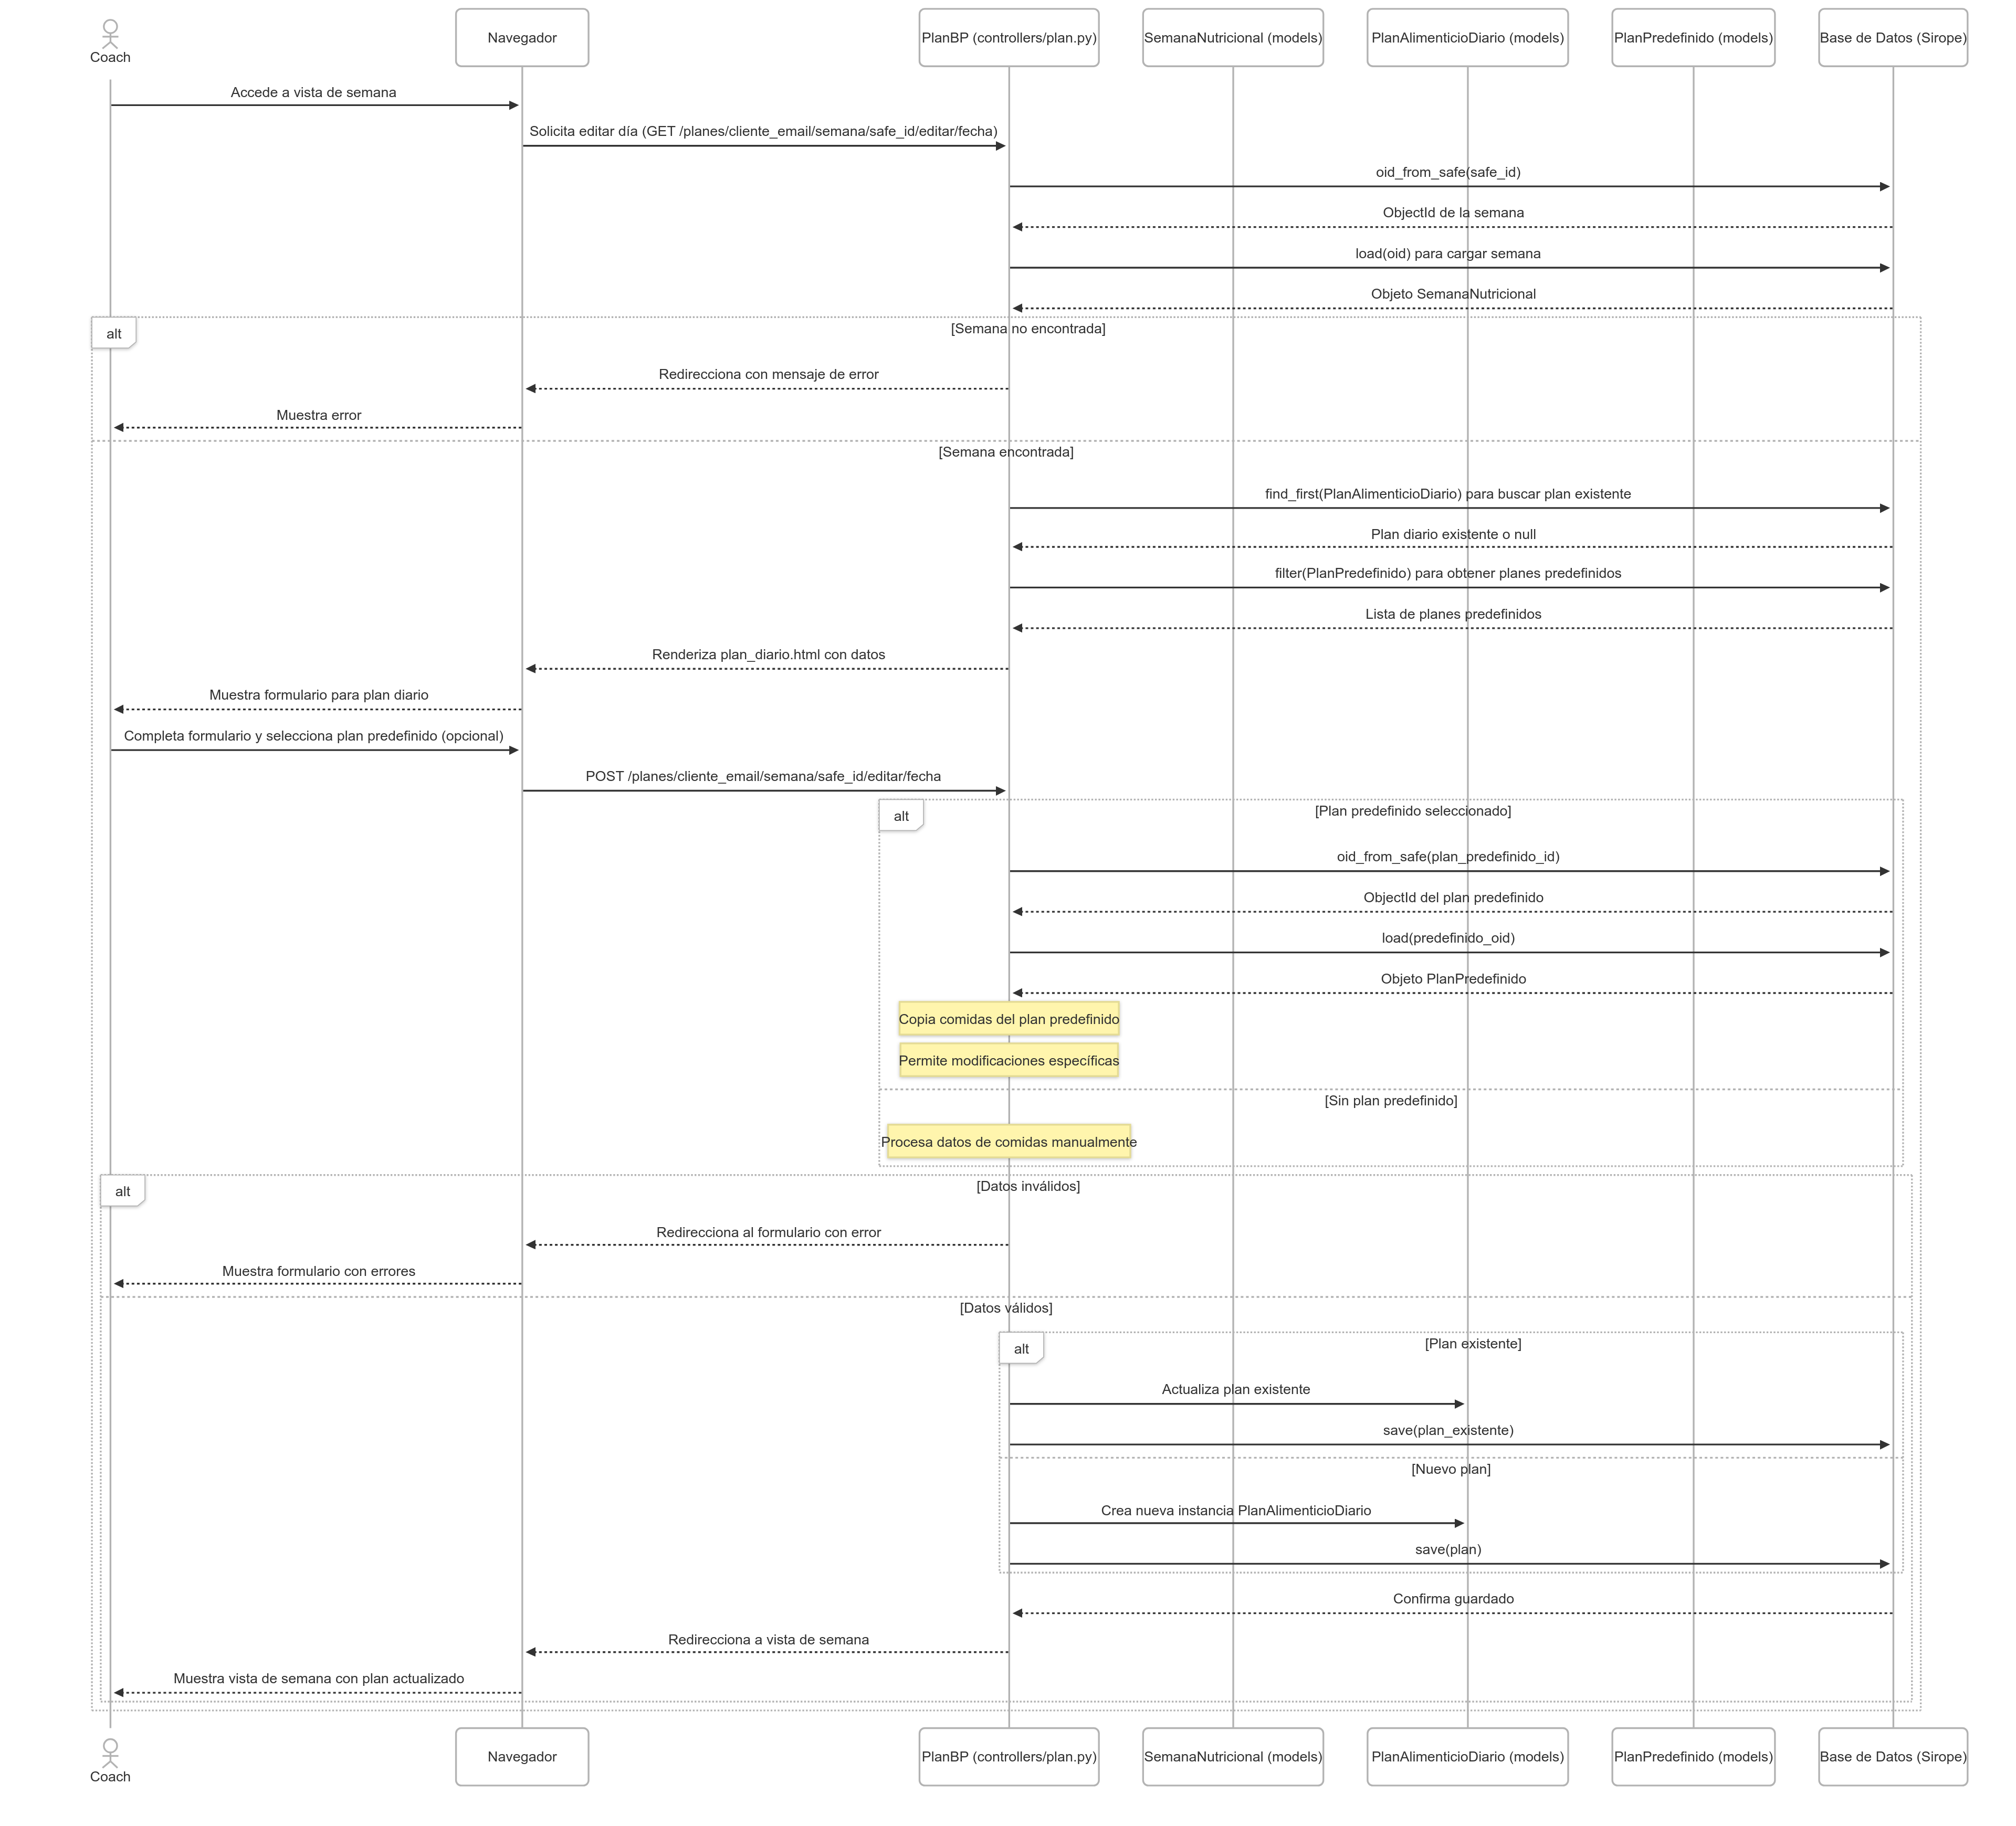 Coach
Navegador
PlanBP (controllers/plan.py)
SemanaNutricional (models)
PlanAlimenticioDiario (models)
PlanPredefinido (models)
Base de Datos (Sirope)
Accede a vista de semana
Solicita editar día (GET /planes/cliente_email/semana/safe_id/editar/fecha)
oid_from_safe(safe_id)
ObjectId de la semana
load(oid) para cargar semana
Objeto SemanaNutricional
alt
[Semana no encontrada]
Redirecciona con mensaje de error
Muestra error
[Semana encontrada]
find_first(PlanAlimenticioDiario) para buscar plan existente
Plan diario existente o null
filter(PlanPredefinido) para obtener planes predefinidos
Lista de planes predefinidos
Renderiza plan_diario.html con datos
Muestra formulario para plan diario
Completa formulario y selecciona plan predefinido (opcional)
POST /planes/cliente_email/semana/safe_id/editar/fecha
alt
[Plan predefinido seleccionado]
oid_from_safe(plan_predefinido_id)
ObjectId del plan predefinido
load(predefinido_oid)
Objeto PlanPredefinido
Copia comidas del plan predefinido
Permite modificaciones específicas
[Sin plan predefinido]
Procesa datos de comidas manualmente
alt
[Datos inválidos]
Redirecciona al formulario con error
Muestra formulario con errores
[Datos válidos]
alt
[Plan existente]
Actualiza plan existente
save(plan_existente)
[Nuevo plan]
Crea nueva instancia PlanAlimenticioDiario
save(plan)
Confirma guardado
Redirecciona a vista de semana
Muestra vista de semana con plan actualizado
Coach
Navegador
PlanBP (controllers/plan.py)
SemanaNutricional (models)
PlanAlimenticioDiario (models)
PlanPredefinido (models)
Base de Datos (Sirope)